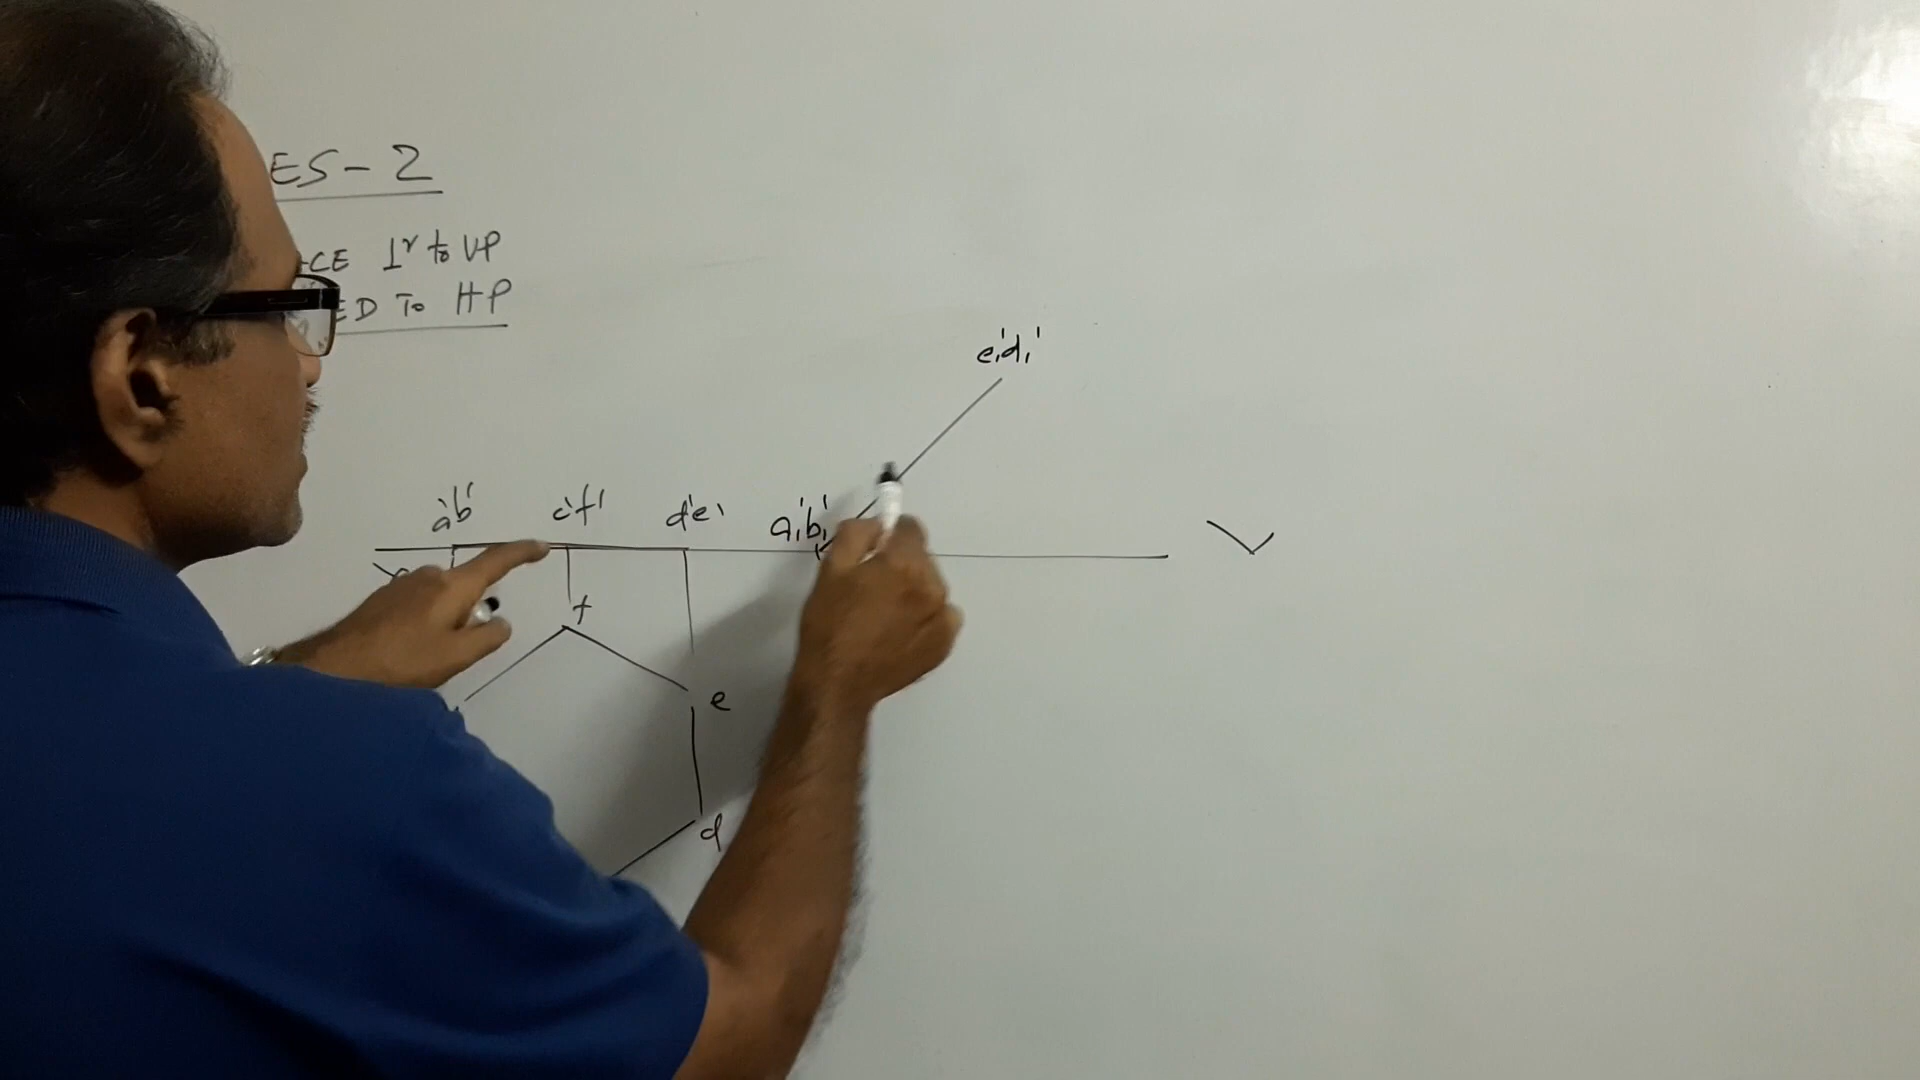 ES-2
CE ⊥r to VP
ED To HP
e₁'d₁'
a'b' c'f' d'e' a₁'b₁'
f
e
d